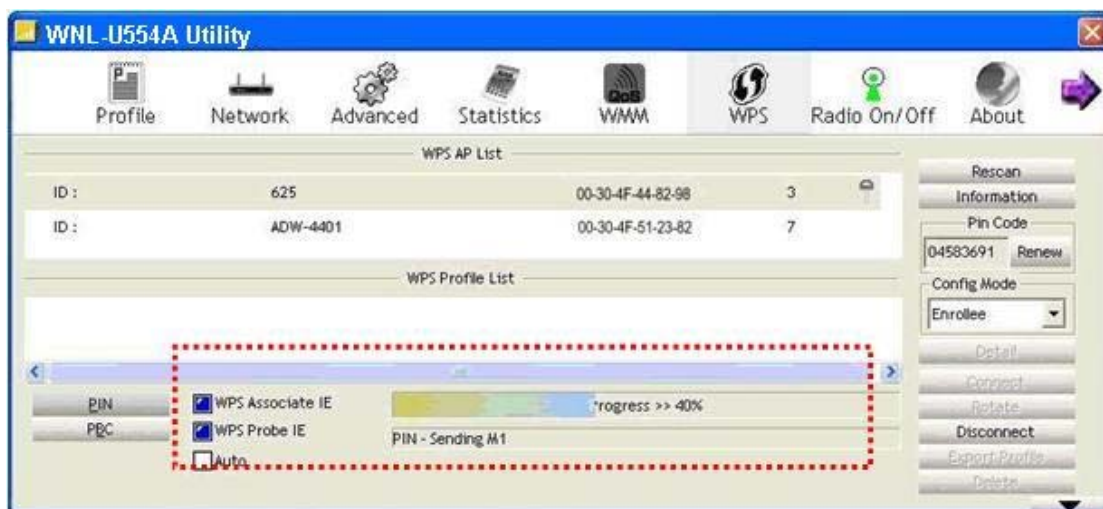 WNL-U554A Utility
Profile Network Advanced Statistics QoS WMM WPS Radio On/Off About
WPS AP List
ID : 625 00-30-4F-44-82-98 3
ID : ADW-4401 00-30-4F-51-23-82 7
WPS Profile List
PIN
PBC
WPS Associate IE
WPS Probe IE
Auto
Progress >> 40%
PIN - Sending M1
Rescan
Information
Pin Code
04583691 Renew
Config Mode
Enrollee
Detail
Connect
Rotate
Disconnect
Export Profile
Delete